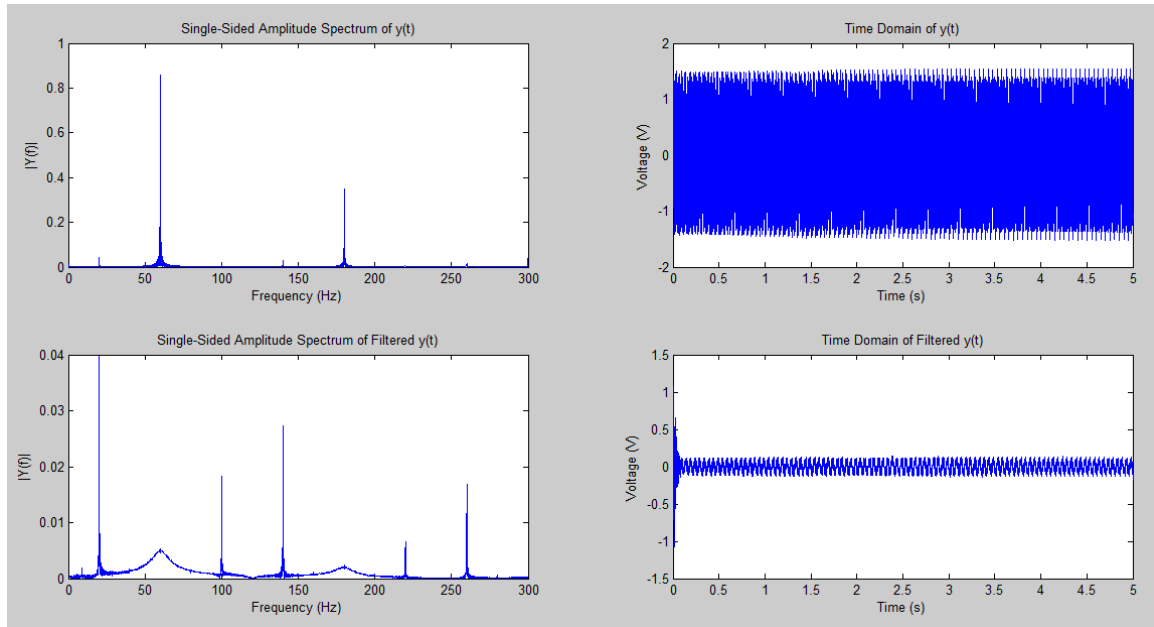 Single-Sided Amplitude Spectrum of y(t)
1
0.8
0.6
0.4
0.2
0
|Y(f)|
0 50 100 150 200 250 300
Frequency (Hz)
Time Domain of y(t)
2
1
0
-1
-2
Voltage (V)
0 0.5 1 1.5 2 2.5 3 3.5 4 4.5 5
Time (s)
Single-Sided Amplitude Spectrum of Filtered y(t)
0.04
0.03
0.02
0.01
0
|Y(f)|
0 50 100 150 200 250 300
Frequency (Hz)
Time Domain of Filtered y(t)
1.5
1
0.5
0
-0.5
-1
-1.5
Voltage (V)
0 0.5 1 1.5 2 2.5 3 3.5 4 4.5 5
Time (s)